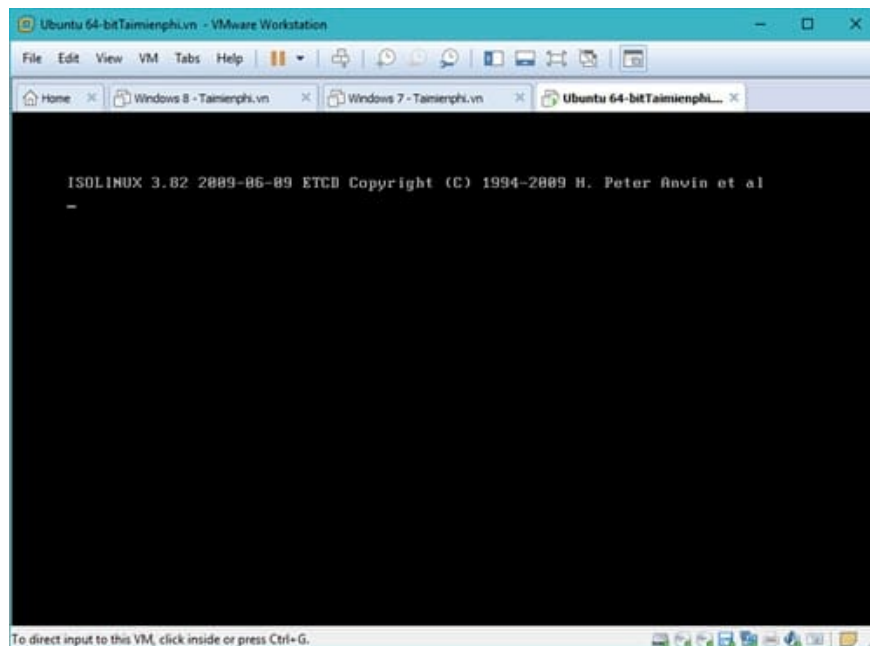 Ubuntu 64-bitTaimienphi.vn - VMware Workstation
File Edit View VM Tabs Help
Home Windows 8 - Taimienphi.vn Windows 7 - Taimienphi.vn Ubuntu 64-bitTaimienphi....
ISOLINUX 3.82 2009-06-09 ETCD Copyright (C) 1994-2009 H. Peter Anvin et al
To direct input to this VM, click inside or press Ctrl+G.